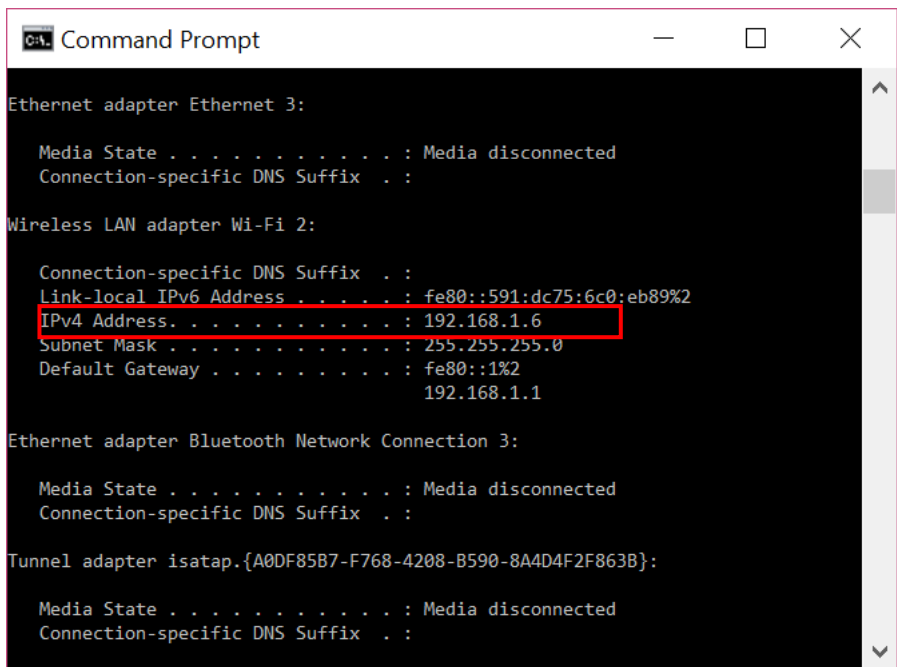 Command Prompt
Ethernet adapter Ethernet 3:
Media State . . . . . . . . . . . : Media disconnected
Connection-specific DNS Suffix  . :
Wireless LAN adapter Wi-Fi 2:
Connection-specific DNS Suffix  . :
Link-local IPv6 Address . . . . . : fe80::591:dc75:6c0:eb89%2
IPv4 Address. . . . . . . . . . . : 192.168.1.6
Subnet Mask . . . . . . . . . . . : 255.255.255.0
Default Gateway . . . . . . . . . : fe80::1%2
192.168.1.1
Ethernet adapter Bluetooth Network Connection 3:
Media State . . . . . . . . . . . : Media disconnected
Connection-specific DNS Suffix  . :
Tunnel adapter isatap.{A0DF85B7-F768-4208-B590-8A4D4F2F863B}:
Media State . . . . . . . . . . . : Media disconnected
Connection-specific DNS Suffix  . :